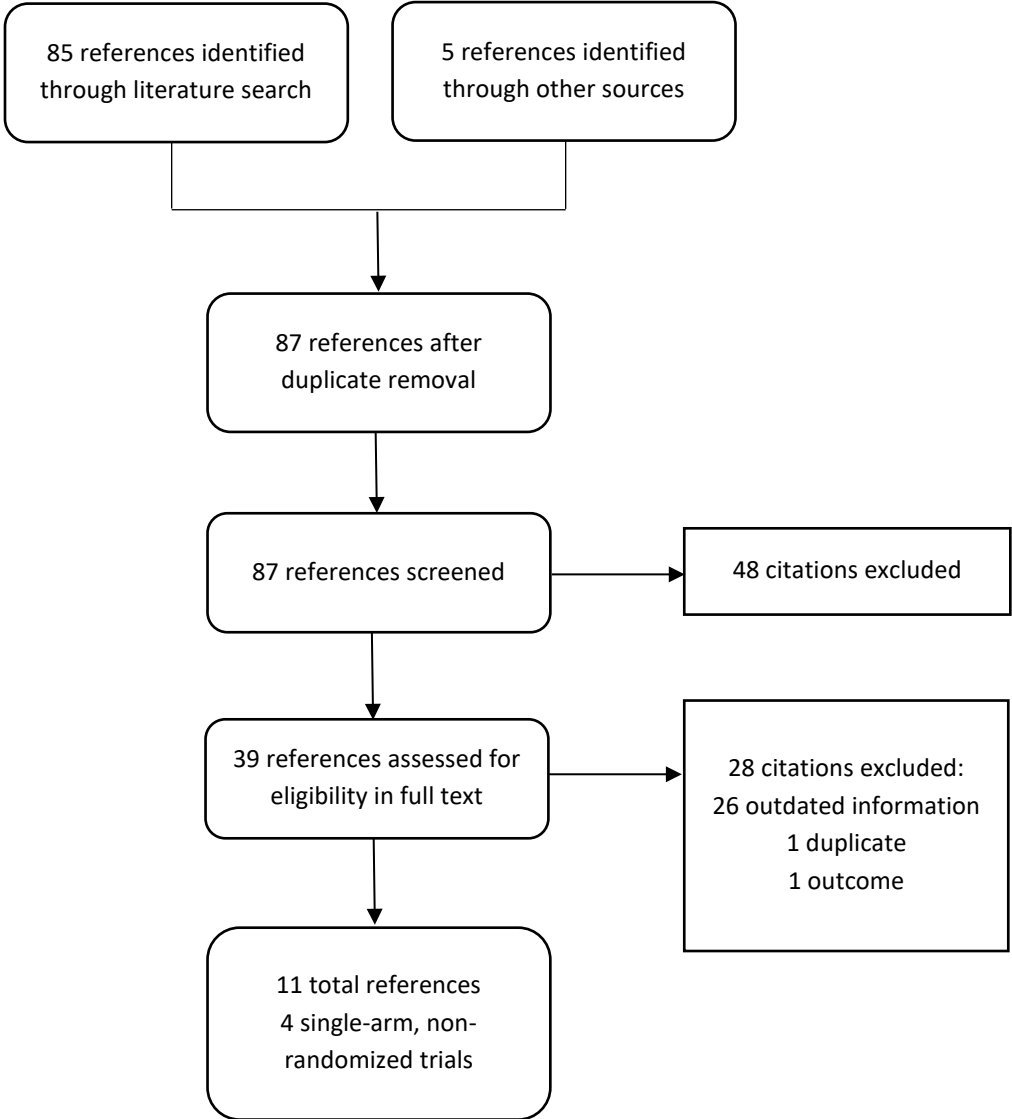 85 references identified
through literature search
5 references identified
through other sources
87 references after
duplicate removal
87 references screened
48 citations excluded
39 references assessed for
eligibility in full text
28 citations excluded:
26 outdated information
1 duplicate
1 outcome
11 total references
4 single-arm, non-
randomized trials